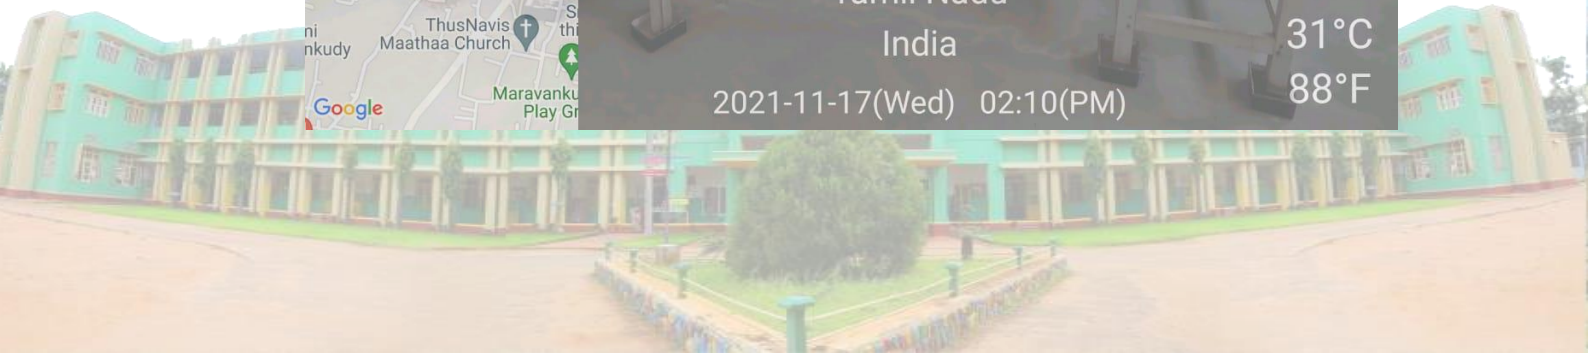 ThusNavis
Maathaa Church
nkudy
Maravanku
Play Gr
Google
India
2021-11-17(Wed) 02:10(PM)
31°C
88°F